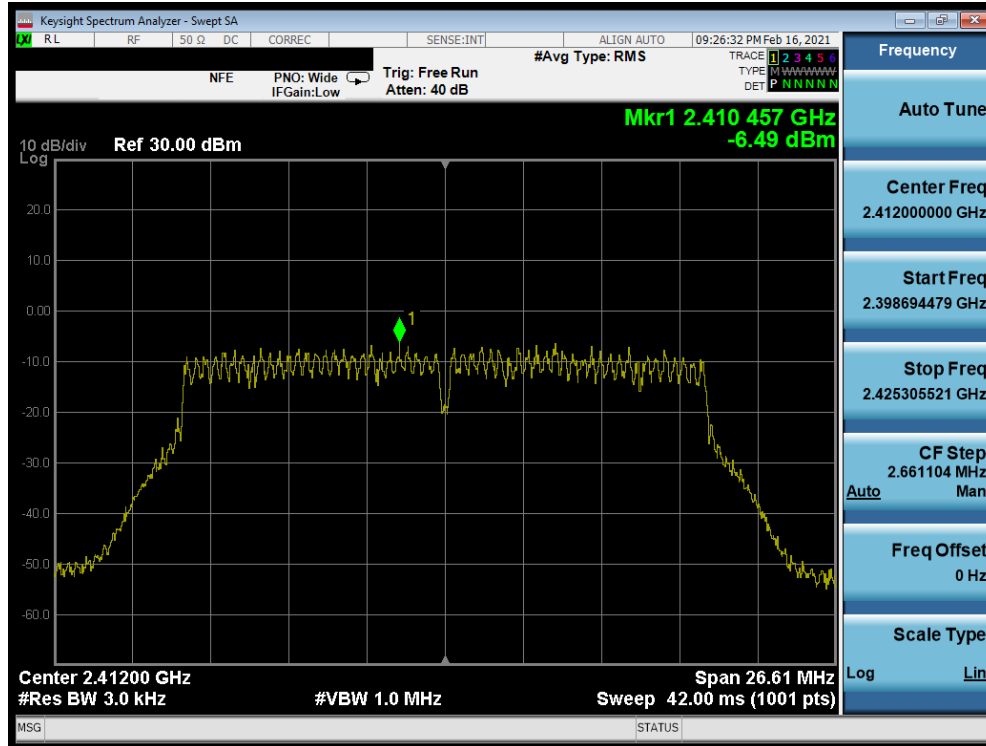 Keysight Spectrum Analyzer - Swept SA
LXI RL RF 50 Ω DC CORREC SENSE:INT ALIGN AUTO 09:26:32 PM Feb 16, 2021
NFE PNO: Wide Trig: Free Run #Avg Type: RMS TRACE 1 2 3 4 5 6
IFGain:Low Atten: 40 dB TYPE M WWWWW
DET P N N N N N
Mkr1 2.410 457 GHz
-6.49 dBm
10 dB/div Ref 30.00 dBm
Log
20.0
10.0
0.00
1
-10.0
-20.0
-30.0
-40.0
-50.0
-60.0
Center 2.41200 GHz Span 26.61 MHz
#Res BW 3.0 kHz #VBW 1.0 MHz Sweep 42.00 ms (1001 pts)
MSG STATUS
Frequency
Auto Tune
Center Freq
2.412000000 GHz
Start Freq
2.398694479 GHz
Stop Freq
2.425305521 GHz
CF Step
2.661104 MHz
Auto Man
Freq Offset
0 Hz
Scale Type
Log Lin